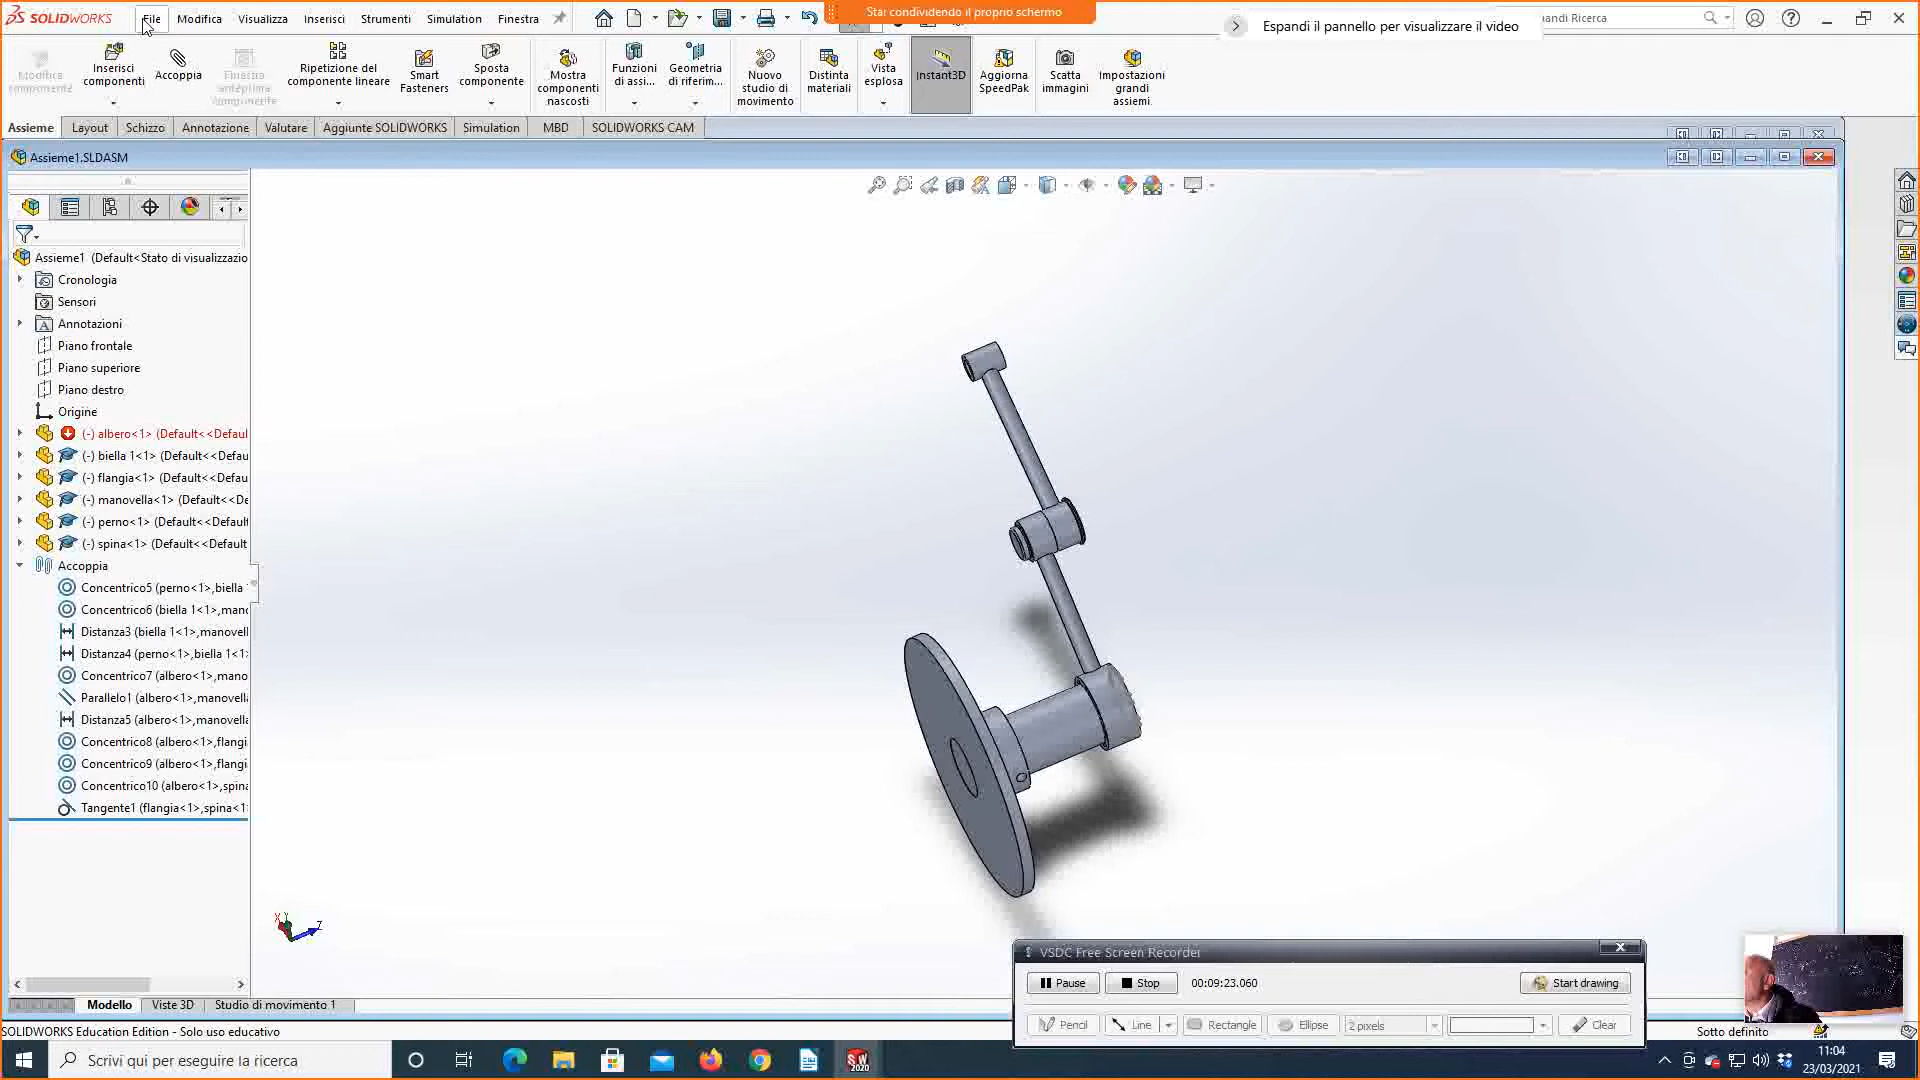 SOLIDWORKS File Modifica Visualizza Inserisci Strumenti Simulation Finestra
Stai condividendo il proprio schermo
Espandi il pannello per visualizzare il video
andi Ricerca
Modifica componente
Inserisci componenti
Accoppia
Finestra anteprima componente
Ripetizione del componente lineare
Smart Fasteners
Sposta componente
Mostra componenti nascosti
Funzioni di assi...
Geometria di riferim...
Nuovo studio di movimento
Distinta materiali
Vista esplosa
Instant3D
Aggiorna SpeedPak
Scatta immagini
Impostazioni grandi assiemi
Assieme Layout Schizzo Annotazione Valutare Aggiunte SOLIDWORKS Simulation MBD SOLIDWORKS CAM
Assieme1.SLDASM
Assieme1 (Default<Stato di visualizzazio
Cronologia
Sensori
Annotazioni
Piano frontale
Piano superiore
Piano destro
Origine
(-) albero<1> (Default<<Defaul
(-) biella 1<1> (Default<<Defau
(-) flangia<1> (Default<<Defau
(-) manovella<1> (Default<<De
(-) perno<1> (Default<<Default
(-) spina<1> (Default<<Default
Accoppia
Concentrico5 (perno<1>,biella
Concentrico6 (biella 1<1>,mano
Distanza3 (biella 1<1>,manovell
Distanza4 (perno<1>,biella 1<1>
Concentrico7 (albero<1>,mano
Parallelo1 (albero<1>,manovella
Distanza5 (albero<1>,manovella
Concentrico8 (albero<1>,flangi
Concentrico9 (albero<1>,flangi
Concentrico10 (albero<1>,spina
Tangente1 (flangia<1>,spina<1
X Y Z
VSDC Free Screen Recorder
Pause Stop 00:09:23.060 Start drawing
Pencil Line Rectangle Ellipse 2 pixels Clear
Modello Viste 3D Studio di movimento 1
SOLIDWORKS Education Edition - Solo uso educativo
Sotto definito
Scrivi qui per eseguire la ricerca
SW 2020
11:04
23/03/2021